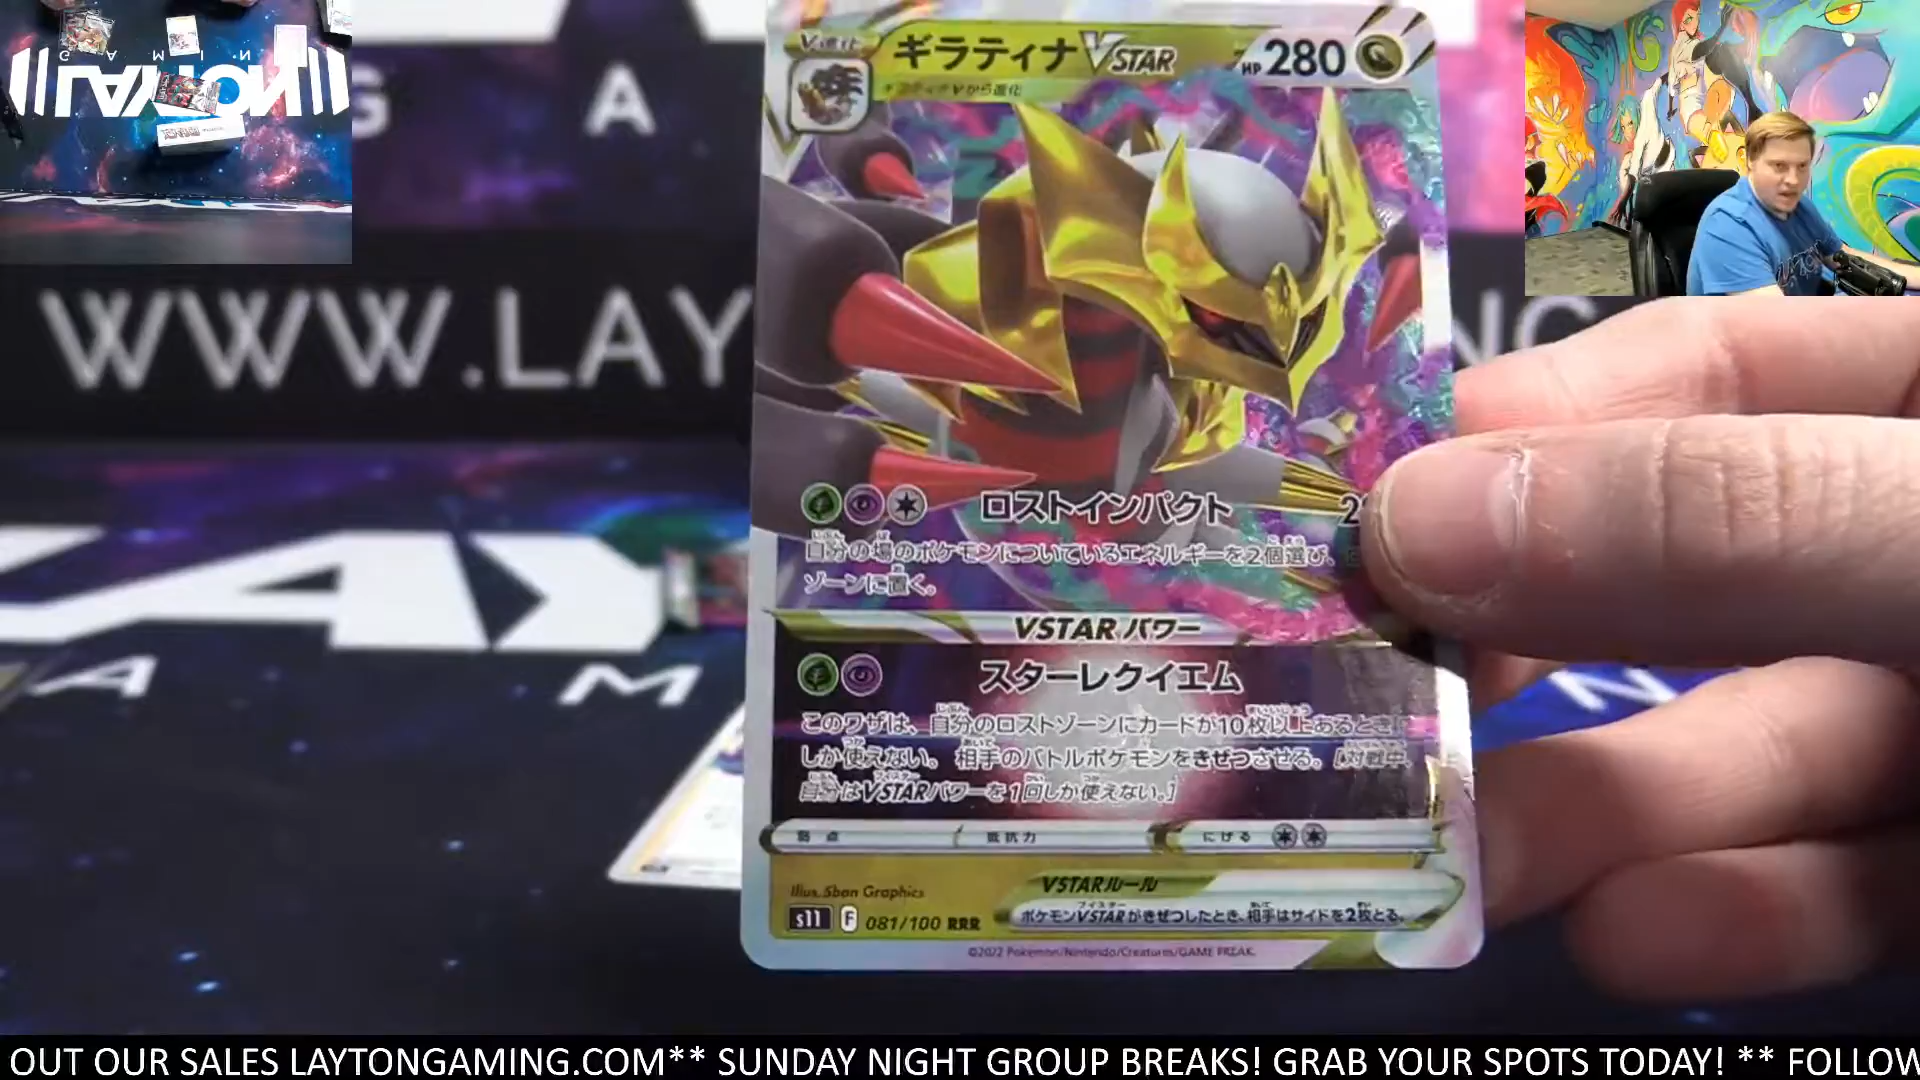 V進化
ギラティナVSTAR
HP 280
ギラティナVから進化
G A
WWW.LAY
ロストインパクト
自分の場のポケモンについているエネルギーを2個選び、
ゾーンに置く。
VSTARパワー
スターレクイエム
このワザは、自分のロストゾーンにカードが10枚以上あるとき
しか使えない。相手のバトルポケモンをきぜつさせる。[対戦中、
自分はVSTARパワーを1回しか使えない。]
弱点 抵抗力 にげる
Illus. 5ban Graphics
VSTARルール
s11 F 081/100 RRR
ポケモンVSTARがきぜつしたとき、相手はサイドを2枚とる。
©2022 Pokémon/Nintendo/Creatures/GAME FREAK.
A M N
OUT OUR SALES LAYTONGAMING.COM** SUNDAY NIGHT GROUP BREAKS! GRAB YOUR SPOTS TODAY! ** FOLLOW